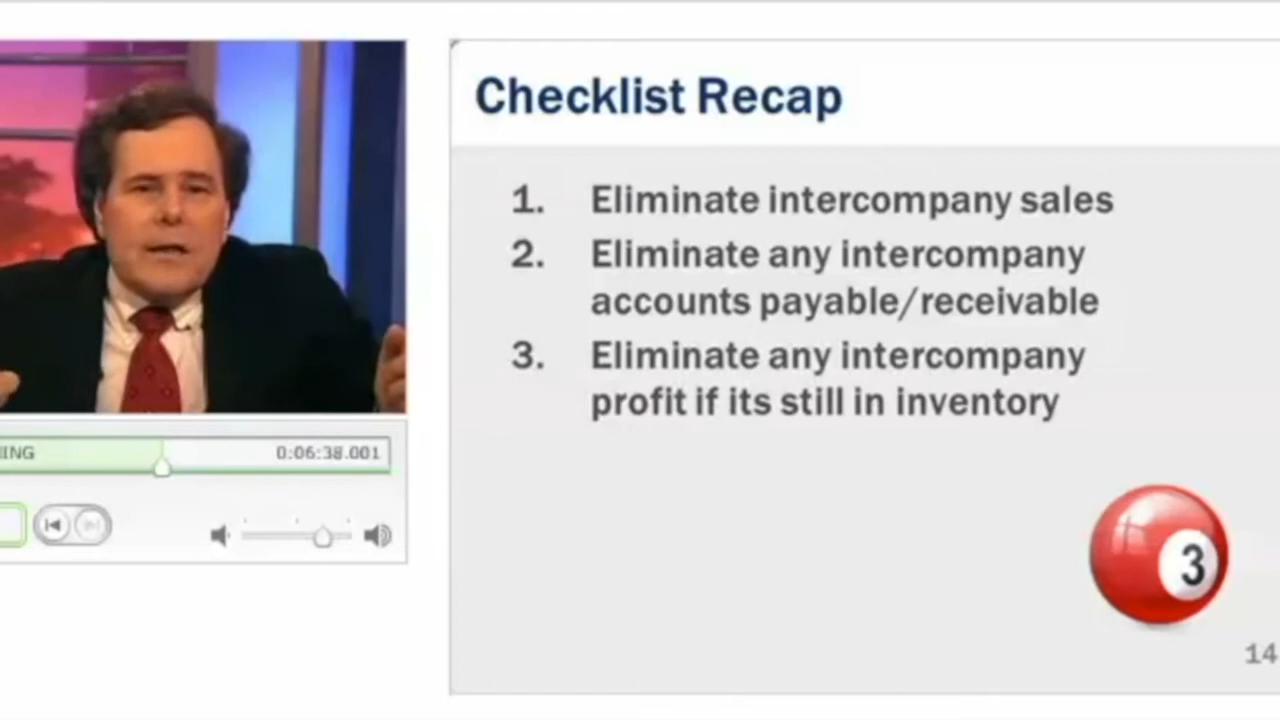 Checklist Recap
1. Eliminate intercompany sales
2. Eliminate any intercompany
accounts payable/receivable
3. Eliminate any intercompany
profit if its still in inventory
3
14
ING
0:06:38.001